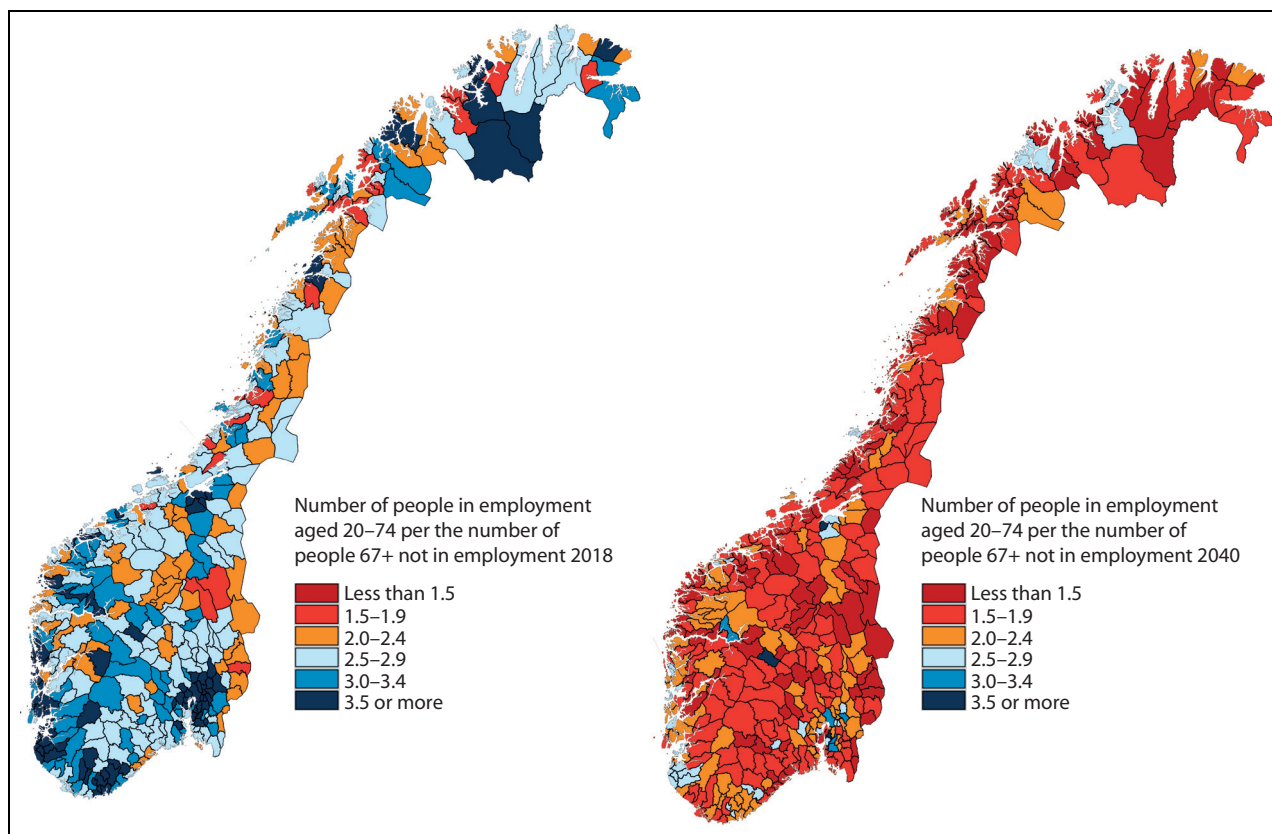 Number of people in employment
aged 20–74 per the number of
people 67+ not in employment 2018
Less than 1.5
1.5–1.9
2.0–2.4
2.5–2.9
3.0–3.4
3.5 or more
Number of people in employment
aged 20–74 per the number of
people 67+ not in employment 2040
Less than 1.5
1.5–1.9
2.0–2.4
2.5–2.9
3.0–3.4
3.5 or more